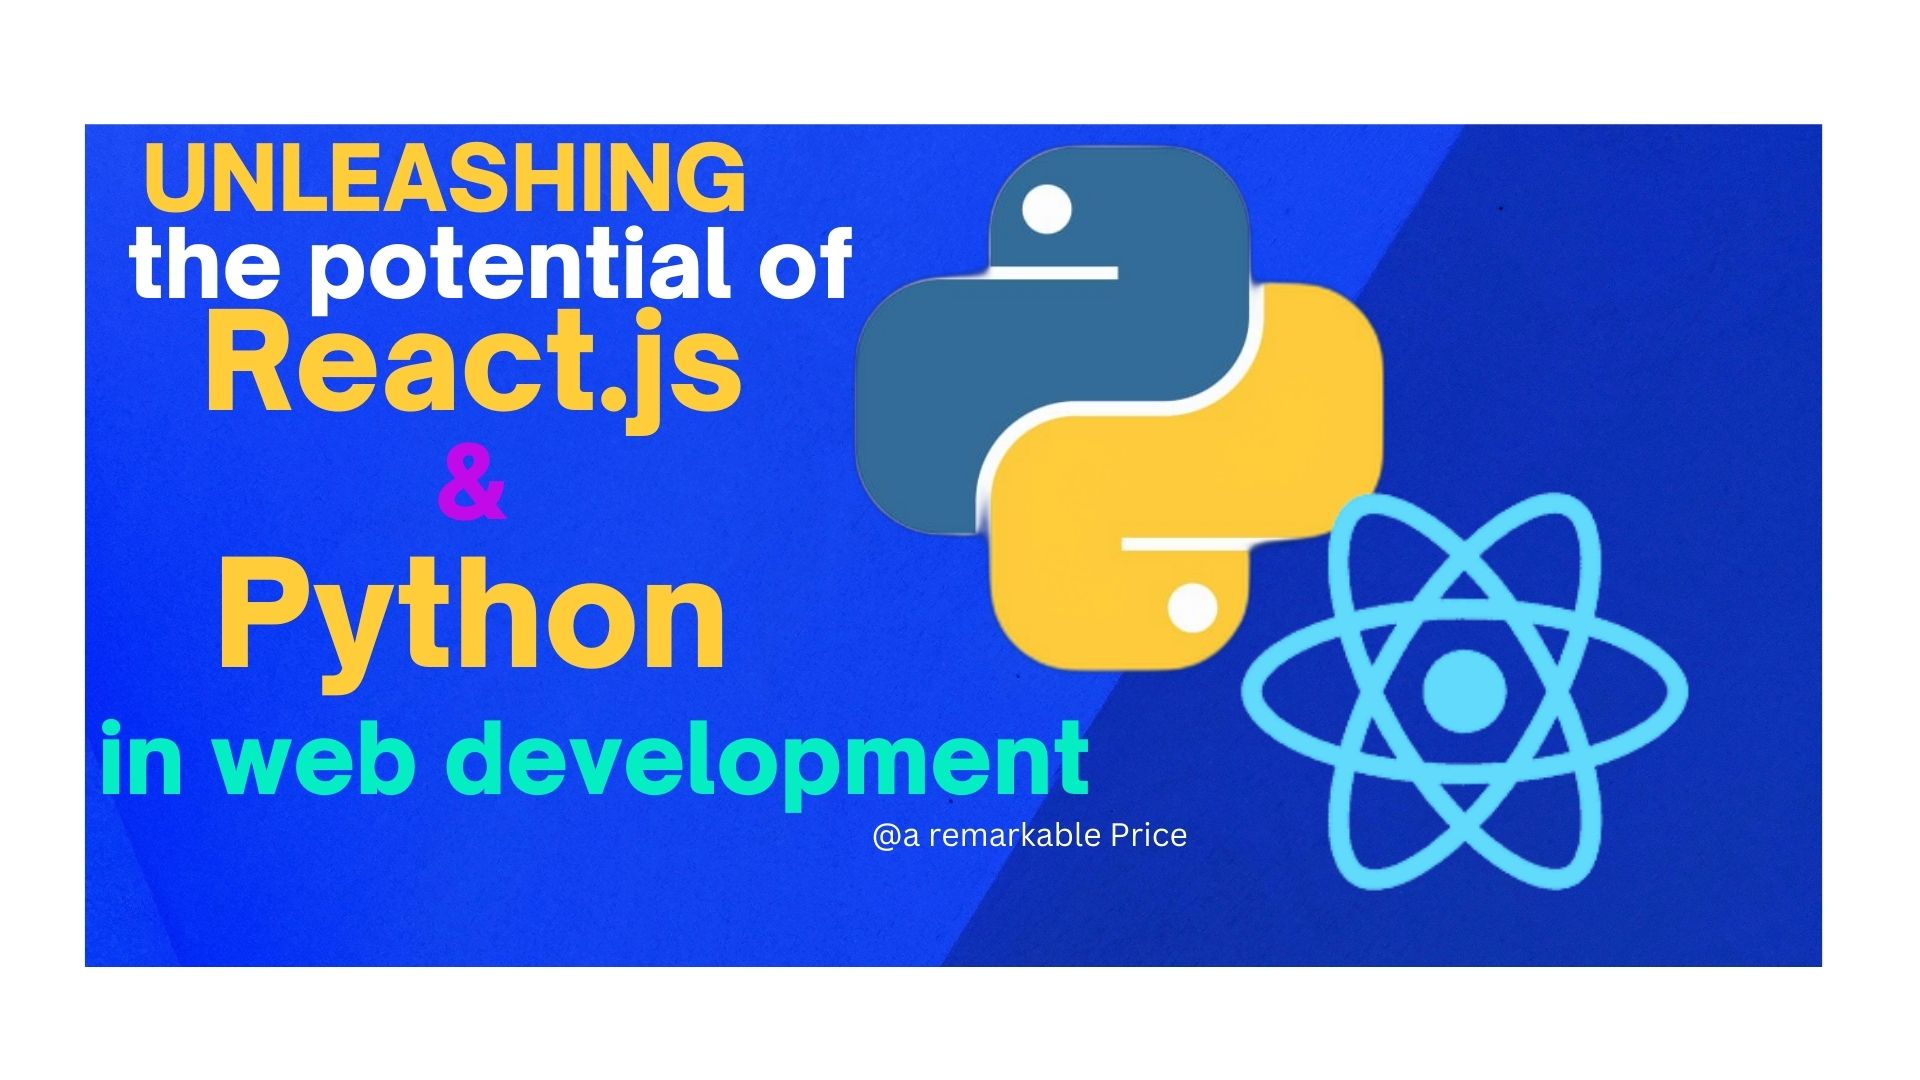 UNLEASHING
the potential of
React.js
&
Python
in web development
@a remarkable Price